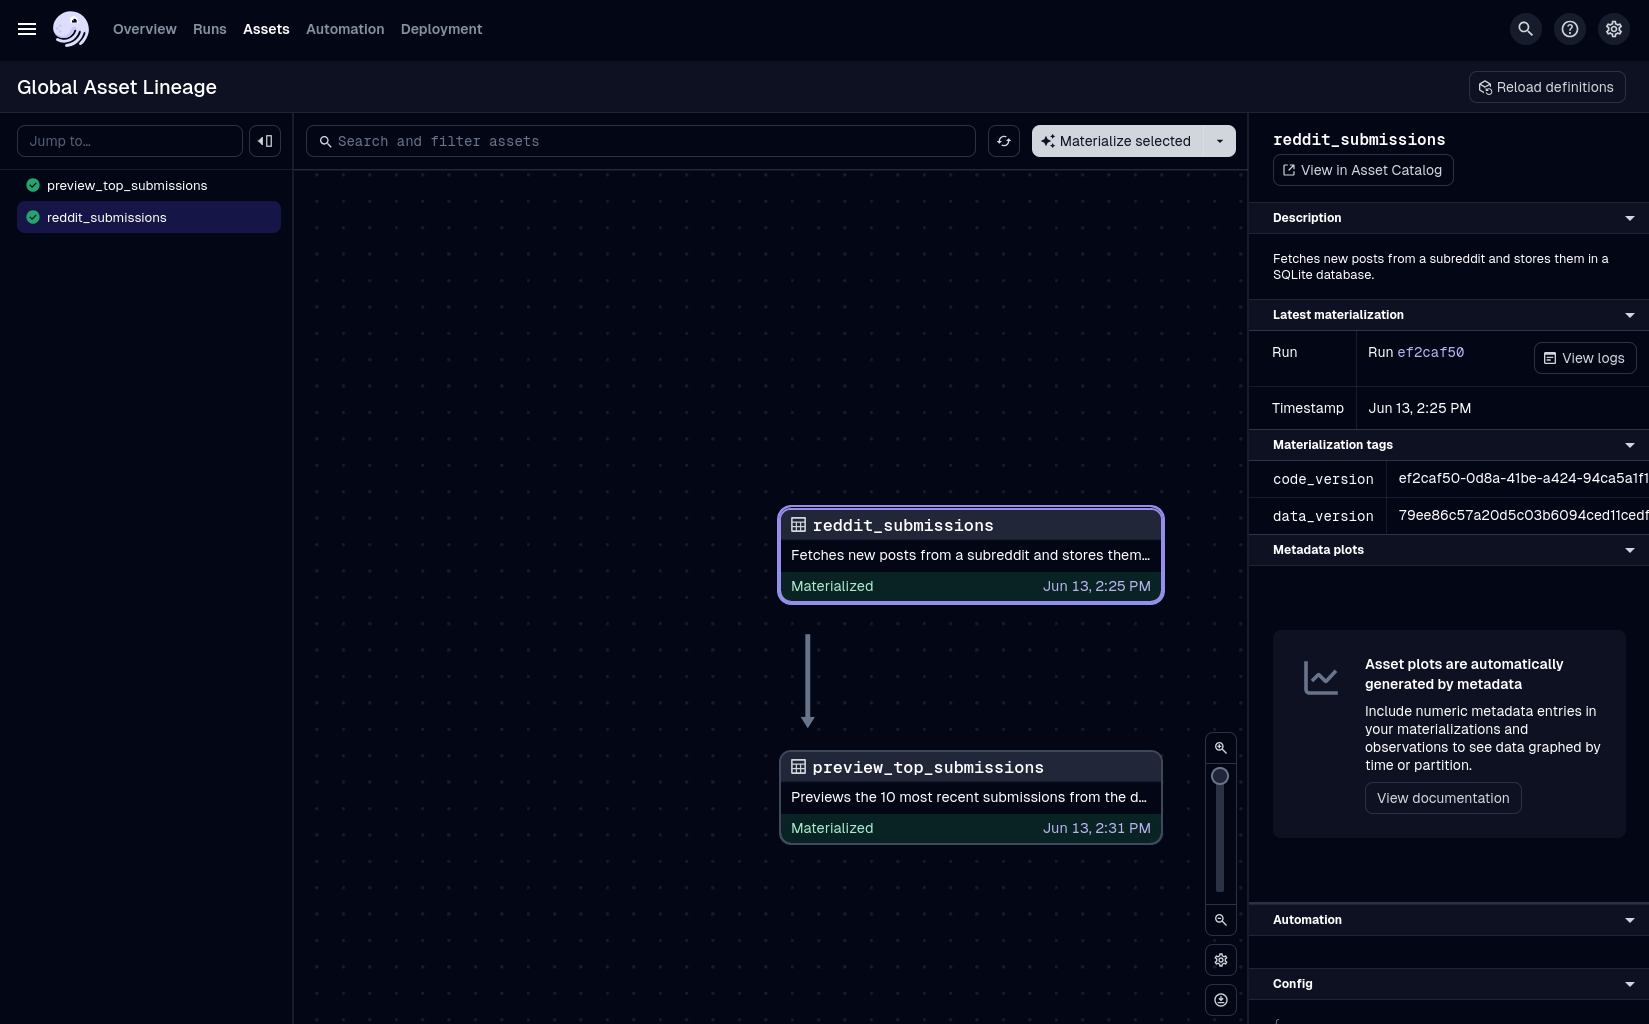 Overview Runs Assets Automation Deployment
Global Asset Lineage
Reload definitions
Jump to…
Search and filter assets
Materialize selected
preview_top_submissions
reddit_submissions
reddit_submissions
Fetches new posts from a subreddit and stores them…
Materialized Jun 13, 2:25 PM
preview_top_submissions
Previews the 10 most recent submissions from the d…
Materialized Jun 13, 2:31 PM
reddit_submissions
View in Asset Catalog
Description
Fetches new posts from a subreddit and stores them in a
SQLite database.
Latest materialization
Run Run ef2caf50 View logs
Timestamp Jun 13, 2:25 PM
Materialization tags
code_version ef2caf50-0d8a-41be-a424-94ca5a1f1
data_version 79ee86c57a20d5c03b6094ced11cedf
Metadata plots
Asset plots are automatically
generated by metadata
Include numeric metadata entries in
your materializations and
observations to see data graphed by
time or partition.
View documentation
Automation
Config